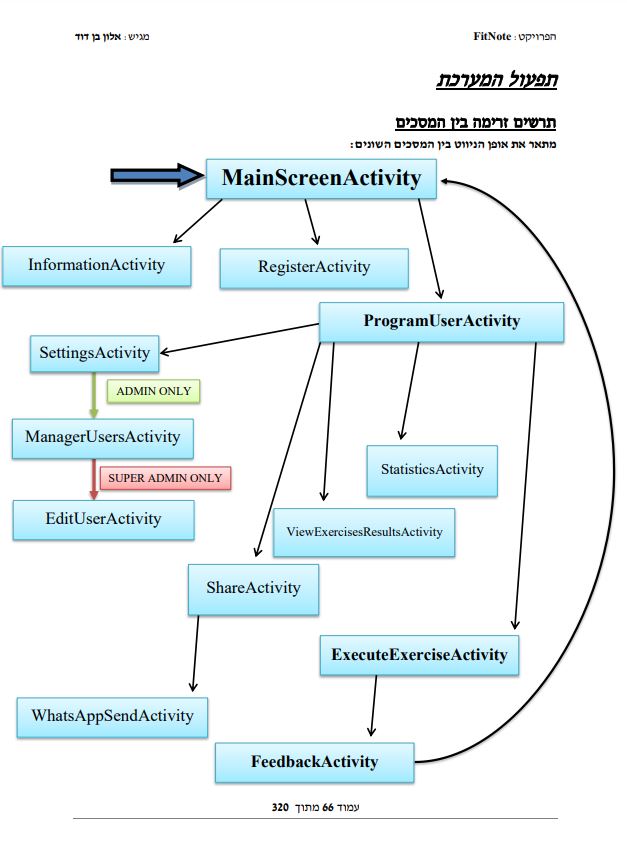 הפרויקט : FitNote
מגיש : אלון בן דוד
תפעול המערכת
תרשים זרימה בין המסכים
מתאר את אופן הניווט בין המסכים השונים :
MainScreenActivity
InformationActivity
RegisterActivity
ProgramUserActivity
SettingsActivity
ADMIN ONLY
ManagerUsersActivity
StatisticsActivity
SUPER ADMIN ONLY
EditUserActivity
ViewExercisesResultsActivity
ShareActivity
ExecuteExerciseActivity
WhatsAppSendActivity
FeedbackActivity
עמוד 66 מתוך 320